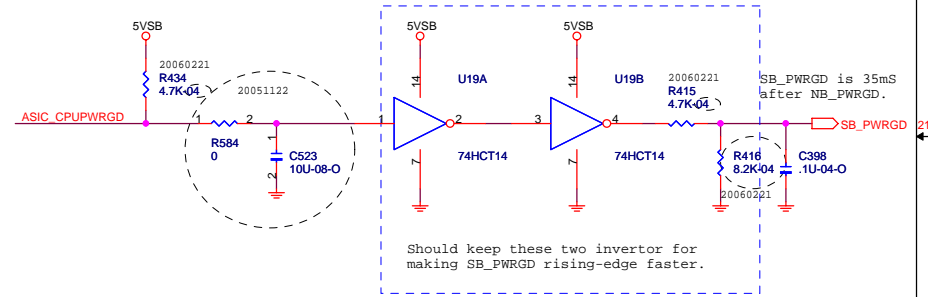 5VSB
5VSB
5VSB
14
14
U19A
U19B
20060221
R434
4.7K-04
20051122
20060221
R415
4.7K-04
SB_PWRGD is 35mS
after NB_PWRGD.
ASIC_CPUPWRGD
1
2
1
2
3
4
SB_PWRGD
21
R584
0
1
2
C523
10U-08-O
7
74HCT14
7
74HCT14
R416
8.2K-04
C398
.1U-04-O
20060221
Should keep these two invertor for
making SB_PWRGD rising-edge faster.